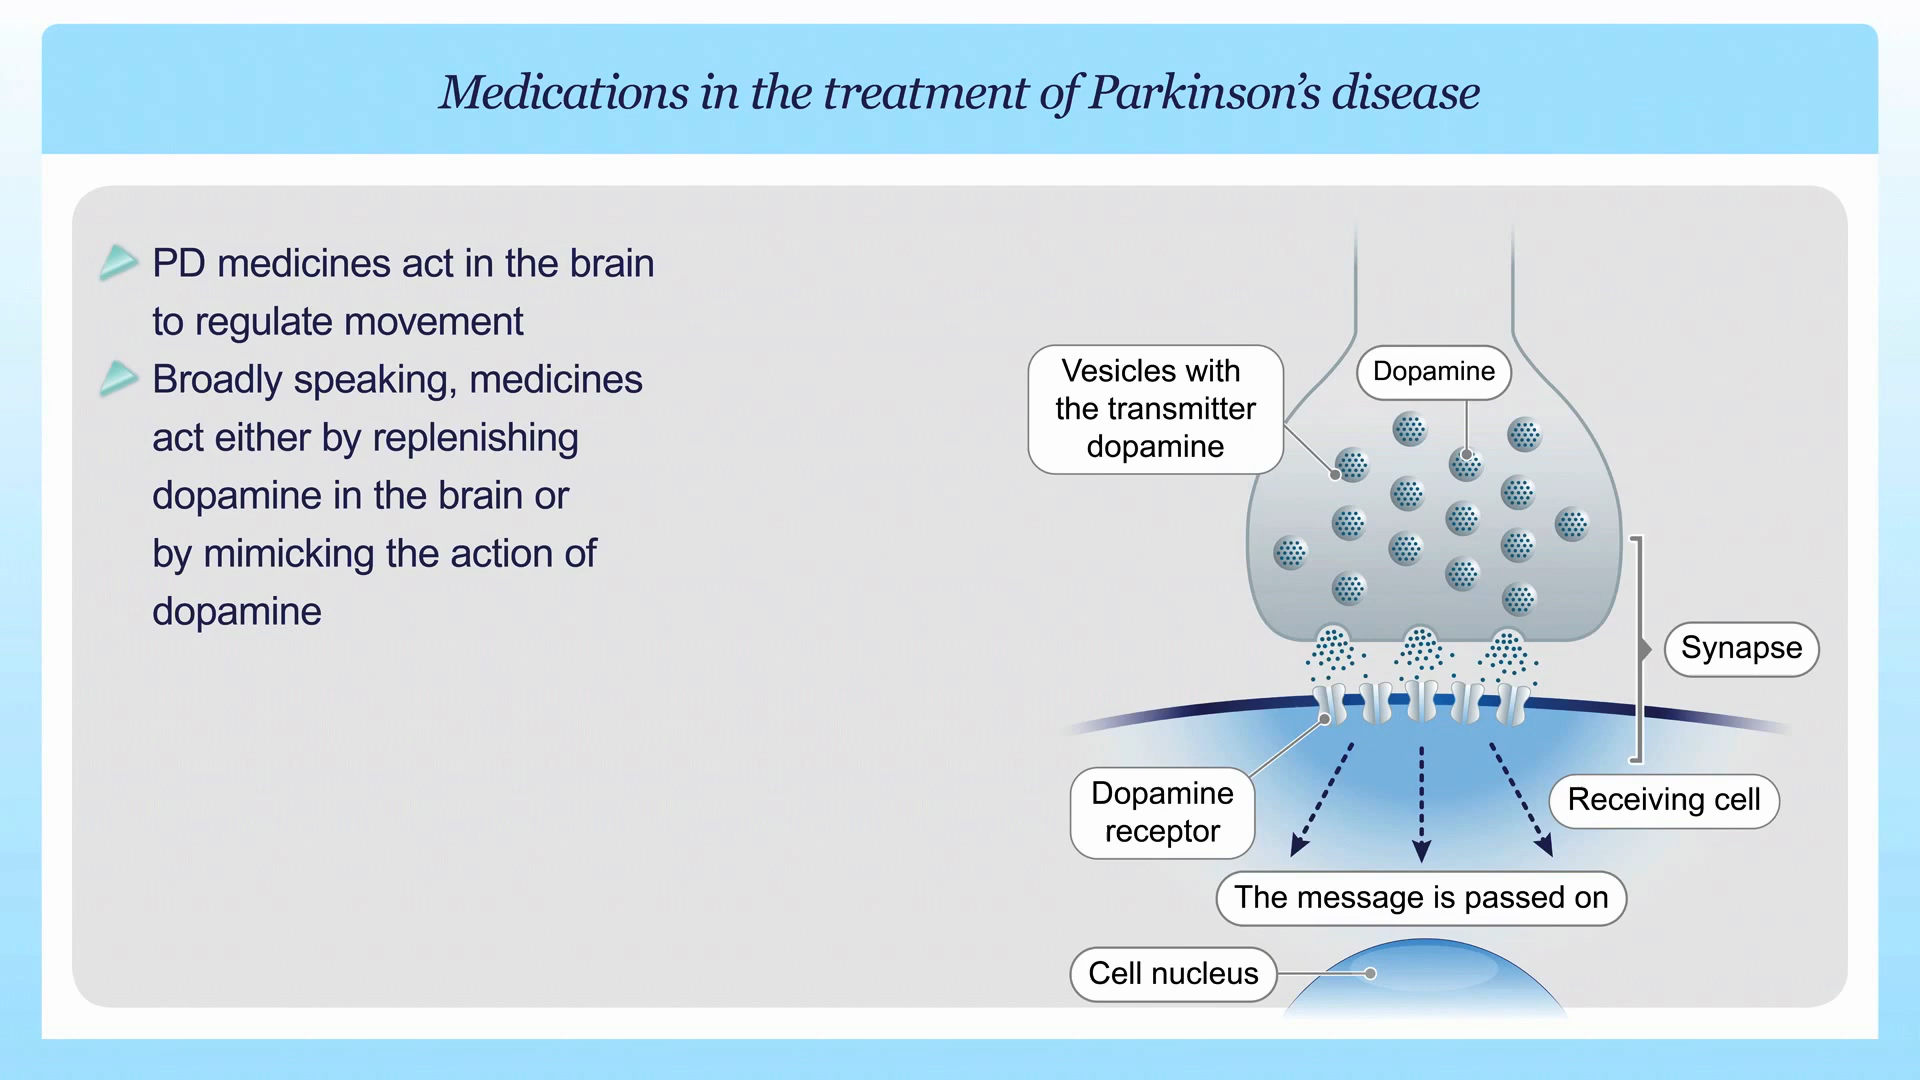 Medications in the treatment of Parkinson’s disease
PD medicines act in the brain
to regulate movement
Broadly speaking, medicines
act either by replenishing
dopamine in the brain or
by mimicking the action of
dopamine
Vesicles with
the transmitter
dopamine
Dopamine
Synapse
Dopamine
receptor
Receiving cell
The message is passed on
Cell nucleus